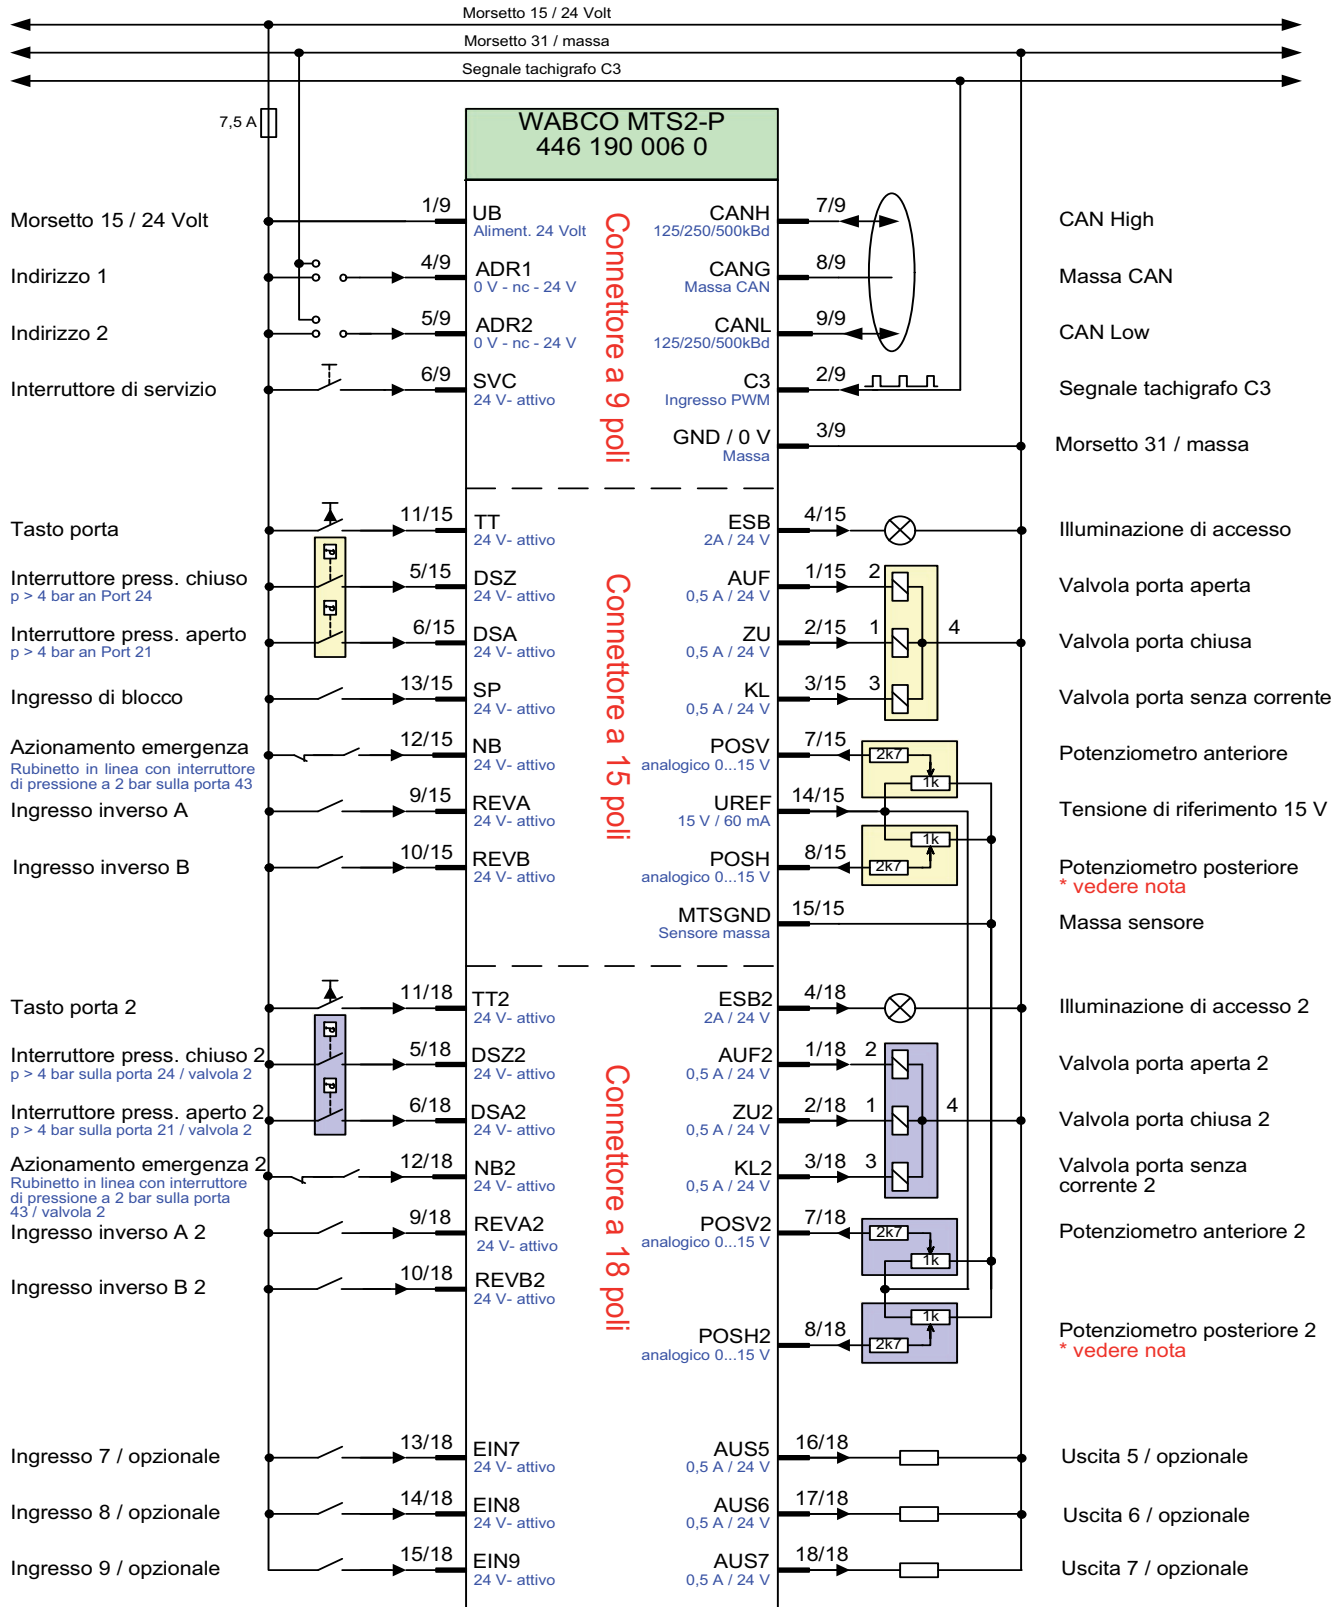 Morsetto 15 / 24 Volt
Morsetto 31 / massa
Segnale tachigrafo C3
7,5 A
WABCO MTS2-P
446 190 006 0
Connettore a 9 poli
Morsetto 15 / 24 Volt
1/9
UB
Aliment. 24 Volt
CANH
125/250/500kBd
7/9
CAN High
Indirizzo 1
4/9
ADR1
0 V - nc - 24 V
CANG
Massa CAN
8/9
Massa CAN
Indirizzo 2
5/9
ADR2
0 V - nc - 24 V
CANL
125/250/500kBd
9/9
CAN Low
Interruttore di servizio
6/9
SVC
24 V- attivo
C3
Ingresso PWM
2/9
Segnale tachigrafo C3
GND / 0 V
Massa
3/9
Morsetto 31 / massa
Connettore a 15 poli
Tasto porta
11/15
TT
24 V- attivo
ESB
2A / 24 V
4/15
Illuminazione di accesso
Interruttore press. chiuso
p > 4 bar an Port 24
P
5/15
DSZ
24 V- attivo
AUF
0,5 A / 24 V
1/15
2
Valvola porta aperta
Interruttore press. aperto
p > 4 bar an Port 21
P
6/15
DSA
24 V- attivo
ZU
0,5 A / 24 V
2/15
1
4
Valvola porta chiusa
Ingresso di blocco
13/15
SP
24 V- attivo
KL
0,5 A / 24 V
3/15
3
Valvola porta senza corrente
Azionamento emergenza
Rubinetto in linea con interruttore
di pressione a 2 bar sulla porta 43
12/15
NB
24 V- attivo
POSV
analogico 0...15 V
7/15
2k7
1k
Potenziometro anteriore
Ingresso inverso A
9/15
REVA
24 V- attivo
UREF
15 V / 60 mA
14/15
Tensione di riferimento 15 V
Ingresso inverso B
10/15
REVB
24 V- attivo
POSH
analogico 0...15 V
8/15
1k
2k7
Potenziometro posteriore
* vedere nota
MTSGND
Sensore massa
15/15
Massa sensore
Connettore a 18 poli
Tasto porta 2
11/18
TT2
24 V- attivo
ESB2
2A / 24 V
4/18
Illuminazione di accesso 2
Interruttore press. chiuso 2
p > 4 bar sulla porta 24 / valvola 2
P
5/18
DSZ2
24 V- attivo
AUF2
0,5 A / 24 V
1/18
2
Valvola porta aperta 2
Interruttore press. aperto 2
p > 4 bar sulla porta 21 / valvola 2
P
6/18
DSA2
24 V- attivo
ZU2
0,5 A / 24 V
2/18
1
4
Valvola porta chiusa 2
Azionamento emergenza 2
Rubinetto in linea con interruttore
di pressione a 2 bar sulla porta
43 / valvola 2
12/18
NB2
24 V- attivo
KL2
0,5 A / 24 V
3/18
3
Valvola porta senza
corrente 2
Ingresso inverso A 2
9/18
REVA2
24 V- attivo
POSV2
analogico 0...15 V
7/18
2k7
1k
Potenziometro anteriore 2
Ingresso inverso B 2
10/18
REVB2
24 V- attivo
POSH2
analogico 0...15 V
8/18
1k
2k7
Potenziometro posteriore 2
* vedere nota
Ingresso 7 / opzionale
13/18
EIN7
24 V- attivo
AUS5
0,5 A / 24 V
16/18
Uscita 5 / opzionale
Ingresso 8 / opzionale
14/18
EIN8
24 V- attivo
AUS6
0,5 A / 24 V
17/18
Uscita 6 / opzionale
Ingresso 9 / opzionale
15/18
EIN9
24 V- attivo
AUS7
0,5 A / 24 V
18/18
Uscita 7 / opzionale